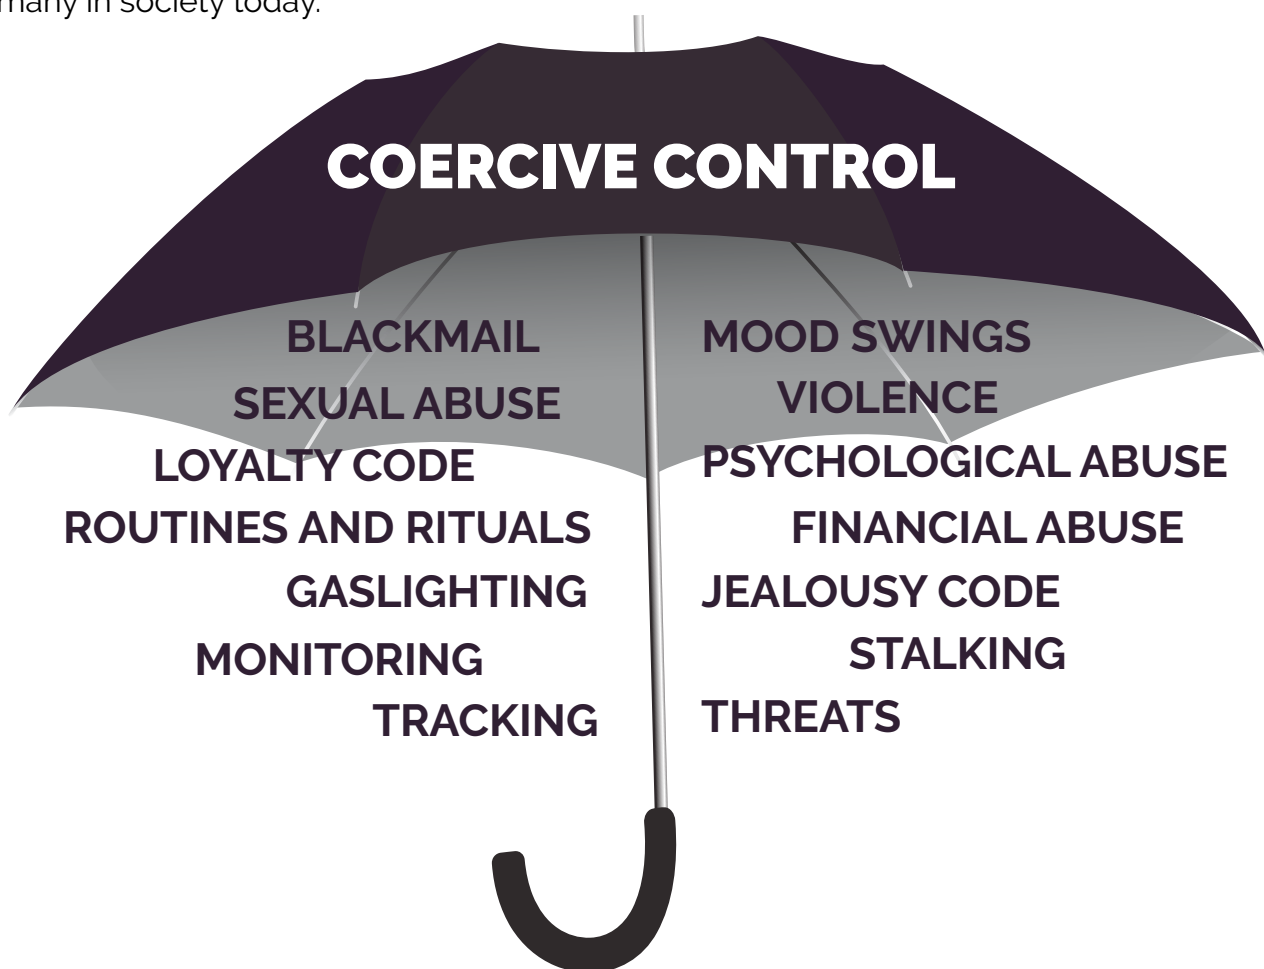 many in society today.
COERCIVE CONTROL
BLACKMAIL
SEXUAL ABUSE
LOYALTY CODE
ROUTINES AND RITUALS
GASLIGHTING
MONITORING
TRACKING
MOOD SWINGS
VIOLENCE
PSYCHOLOGICAL ABUSE
FINANCIAL ABUSE
JEALOUSY CODE
STALKING
THREATS